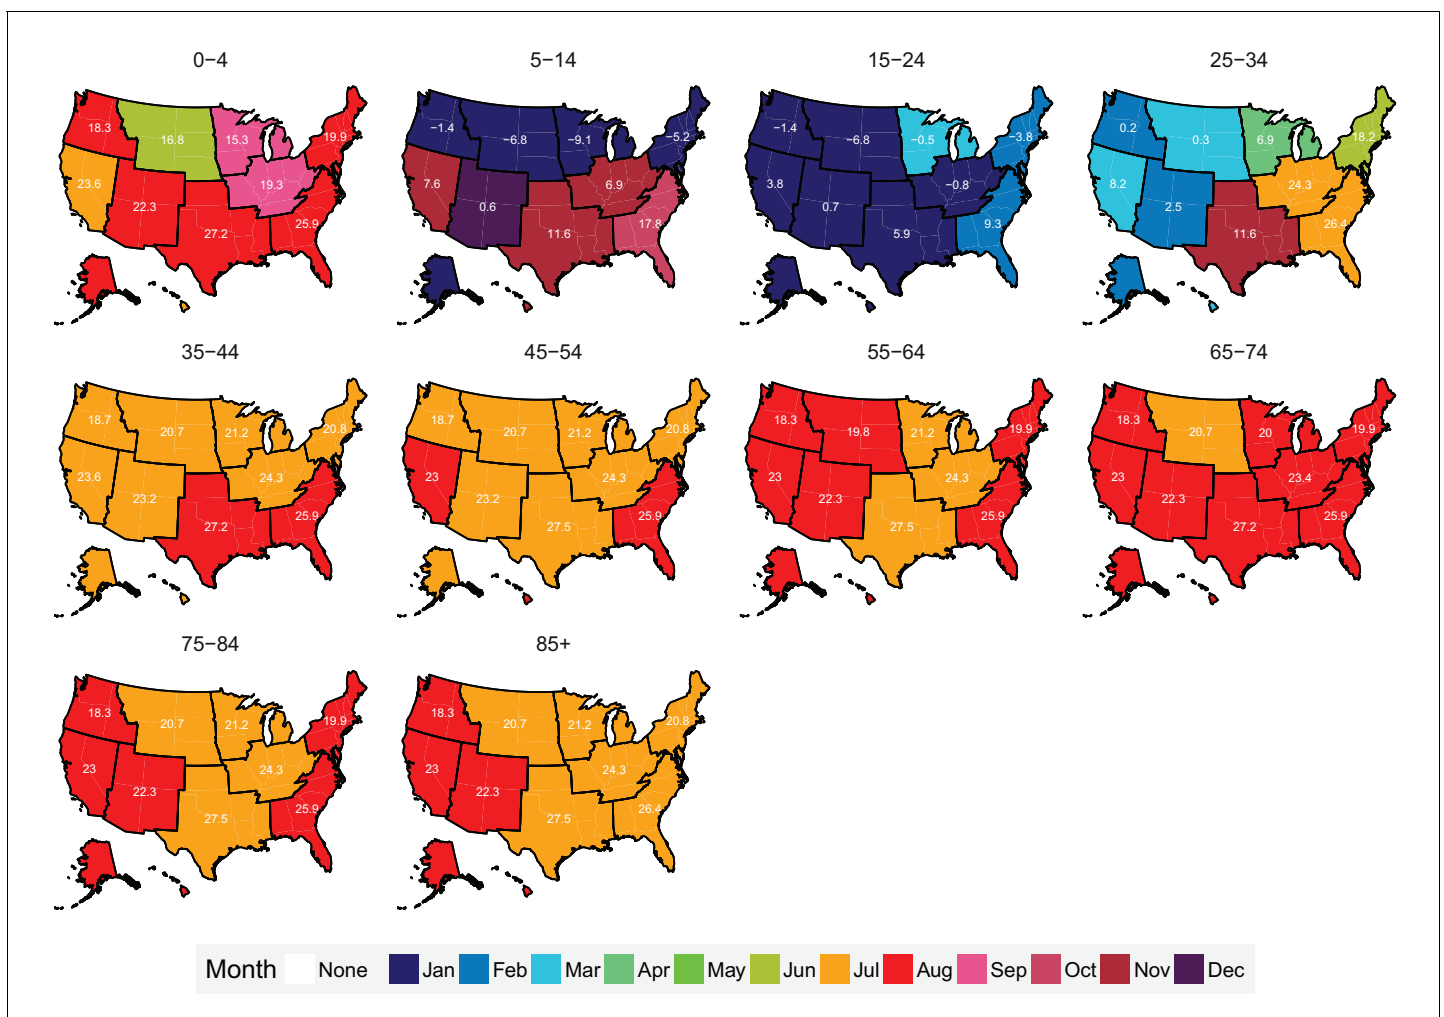 0−4 5−14 15−24 25−34
18.3 16.8 15.3 19.9
23.6 22.3 19.3
27.2 25.9
−1.4 −6.8 −9.1 −5.2
7.6 0.6 6.9
11.6 17.8
−1.4 −6.8 −0.5 −3.8
3.8 0.7 −0.8
5.9 9.3
0.2 0.3 6.9 18.2
8.2 2.5 24.3
11.6 26.4
35−44 45−54 55−64 65−74
18.7 20.7 21.2 20.8
23.6 23.2 24.3
27.2 25.9
18.7 20.7 21.2 20.8
23 23.2 24.3
27.5 25.9
18.3 19.8 21.2 19.9
23 22.3 24.3
27.5 25.9
18.3 20.7 20 19.9
23 22.3 23.4
27.2 25.9
75−84 85+
18.3 20.7 21.2 19.9
23 22.3 24.3
27.5 25.9
18.3 20.7 21.2 20.8
23 22.3 24.3
27.5 26.4
Month None Jan Feb Mar Apr May Jun Jul Aug Sep Oct Nov Dec